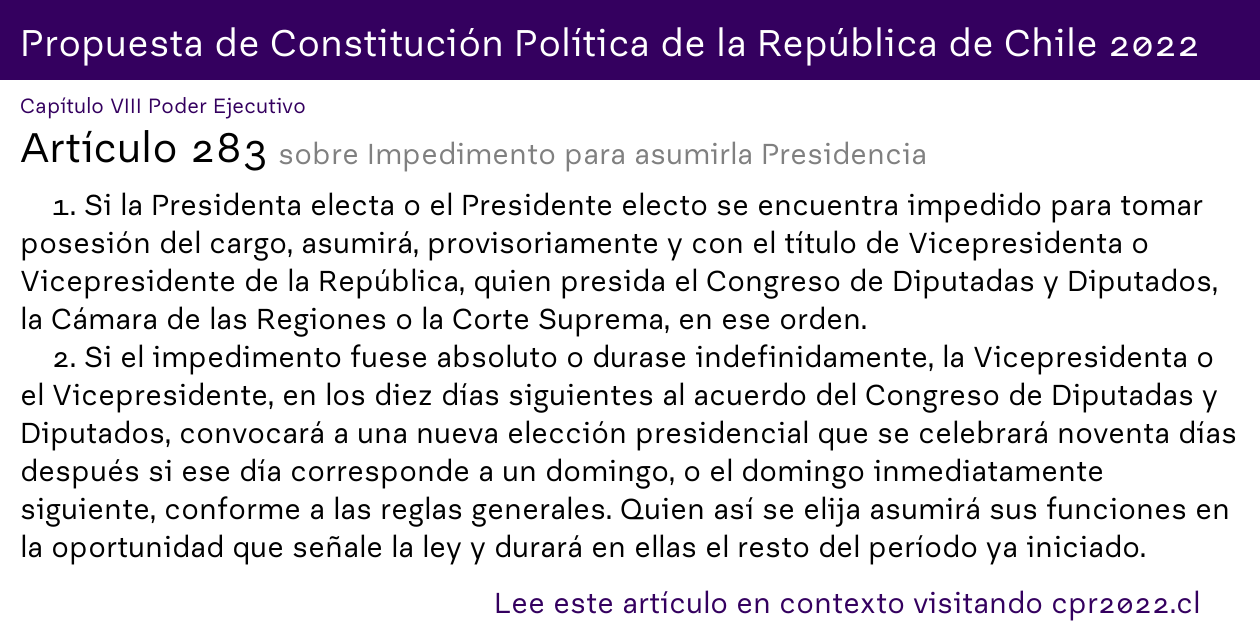 Propuesta de Constitución Política de la República de Chile 2022
Capítulo VIII Poder Ejecutivo
Artículo 283 sobre Impedimento para asumirla Presidencia
1. Si la Presidenta electa o el Presidente electo se encuentra impedido para tomar
posesión del cargo, asumirá, provisoriamente y con el título de Vicepresidenta o
Vicepresidente de la República, quien presida el Congreso de Diputadas y Diputados,
la Cámara de las Regiones o la Corte Suprema, en ese orden.
2. Si el impedimento fuese absoluto o durase indefinidamente, la Vicepresidenta o
el Vicepresidente, en los diez días siguientes al acuerdo del Congreso de Diputadas y
Diputados, convocará a una nueva elección presidencial que se celebrará noventa días
después si ese día corresponde a un domingo, o el domingo inmediatamente
siguiente, conforme a las reglas generales. Quien así se elija asumirá sus funciones en
la oportunidad que señale la ley y durará en ellas el resto del período ya iniciado.
Lee este artículo en contexto visitando cpr2022.cl